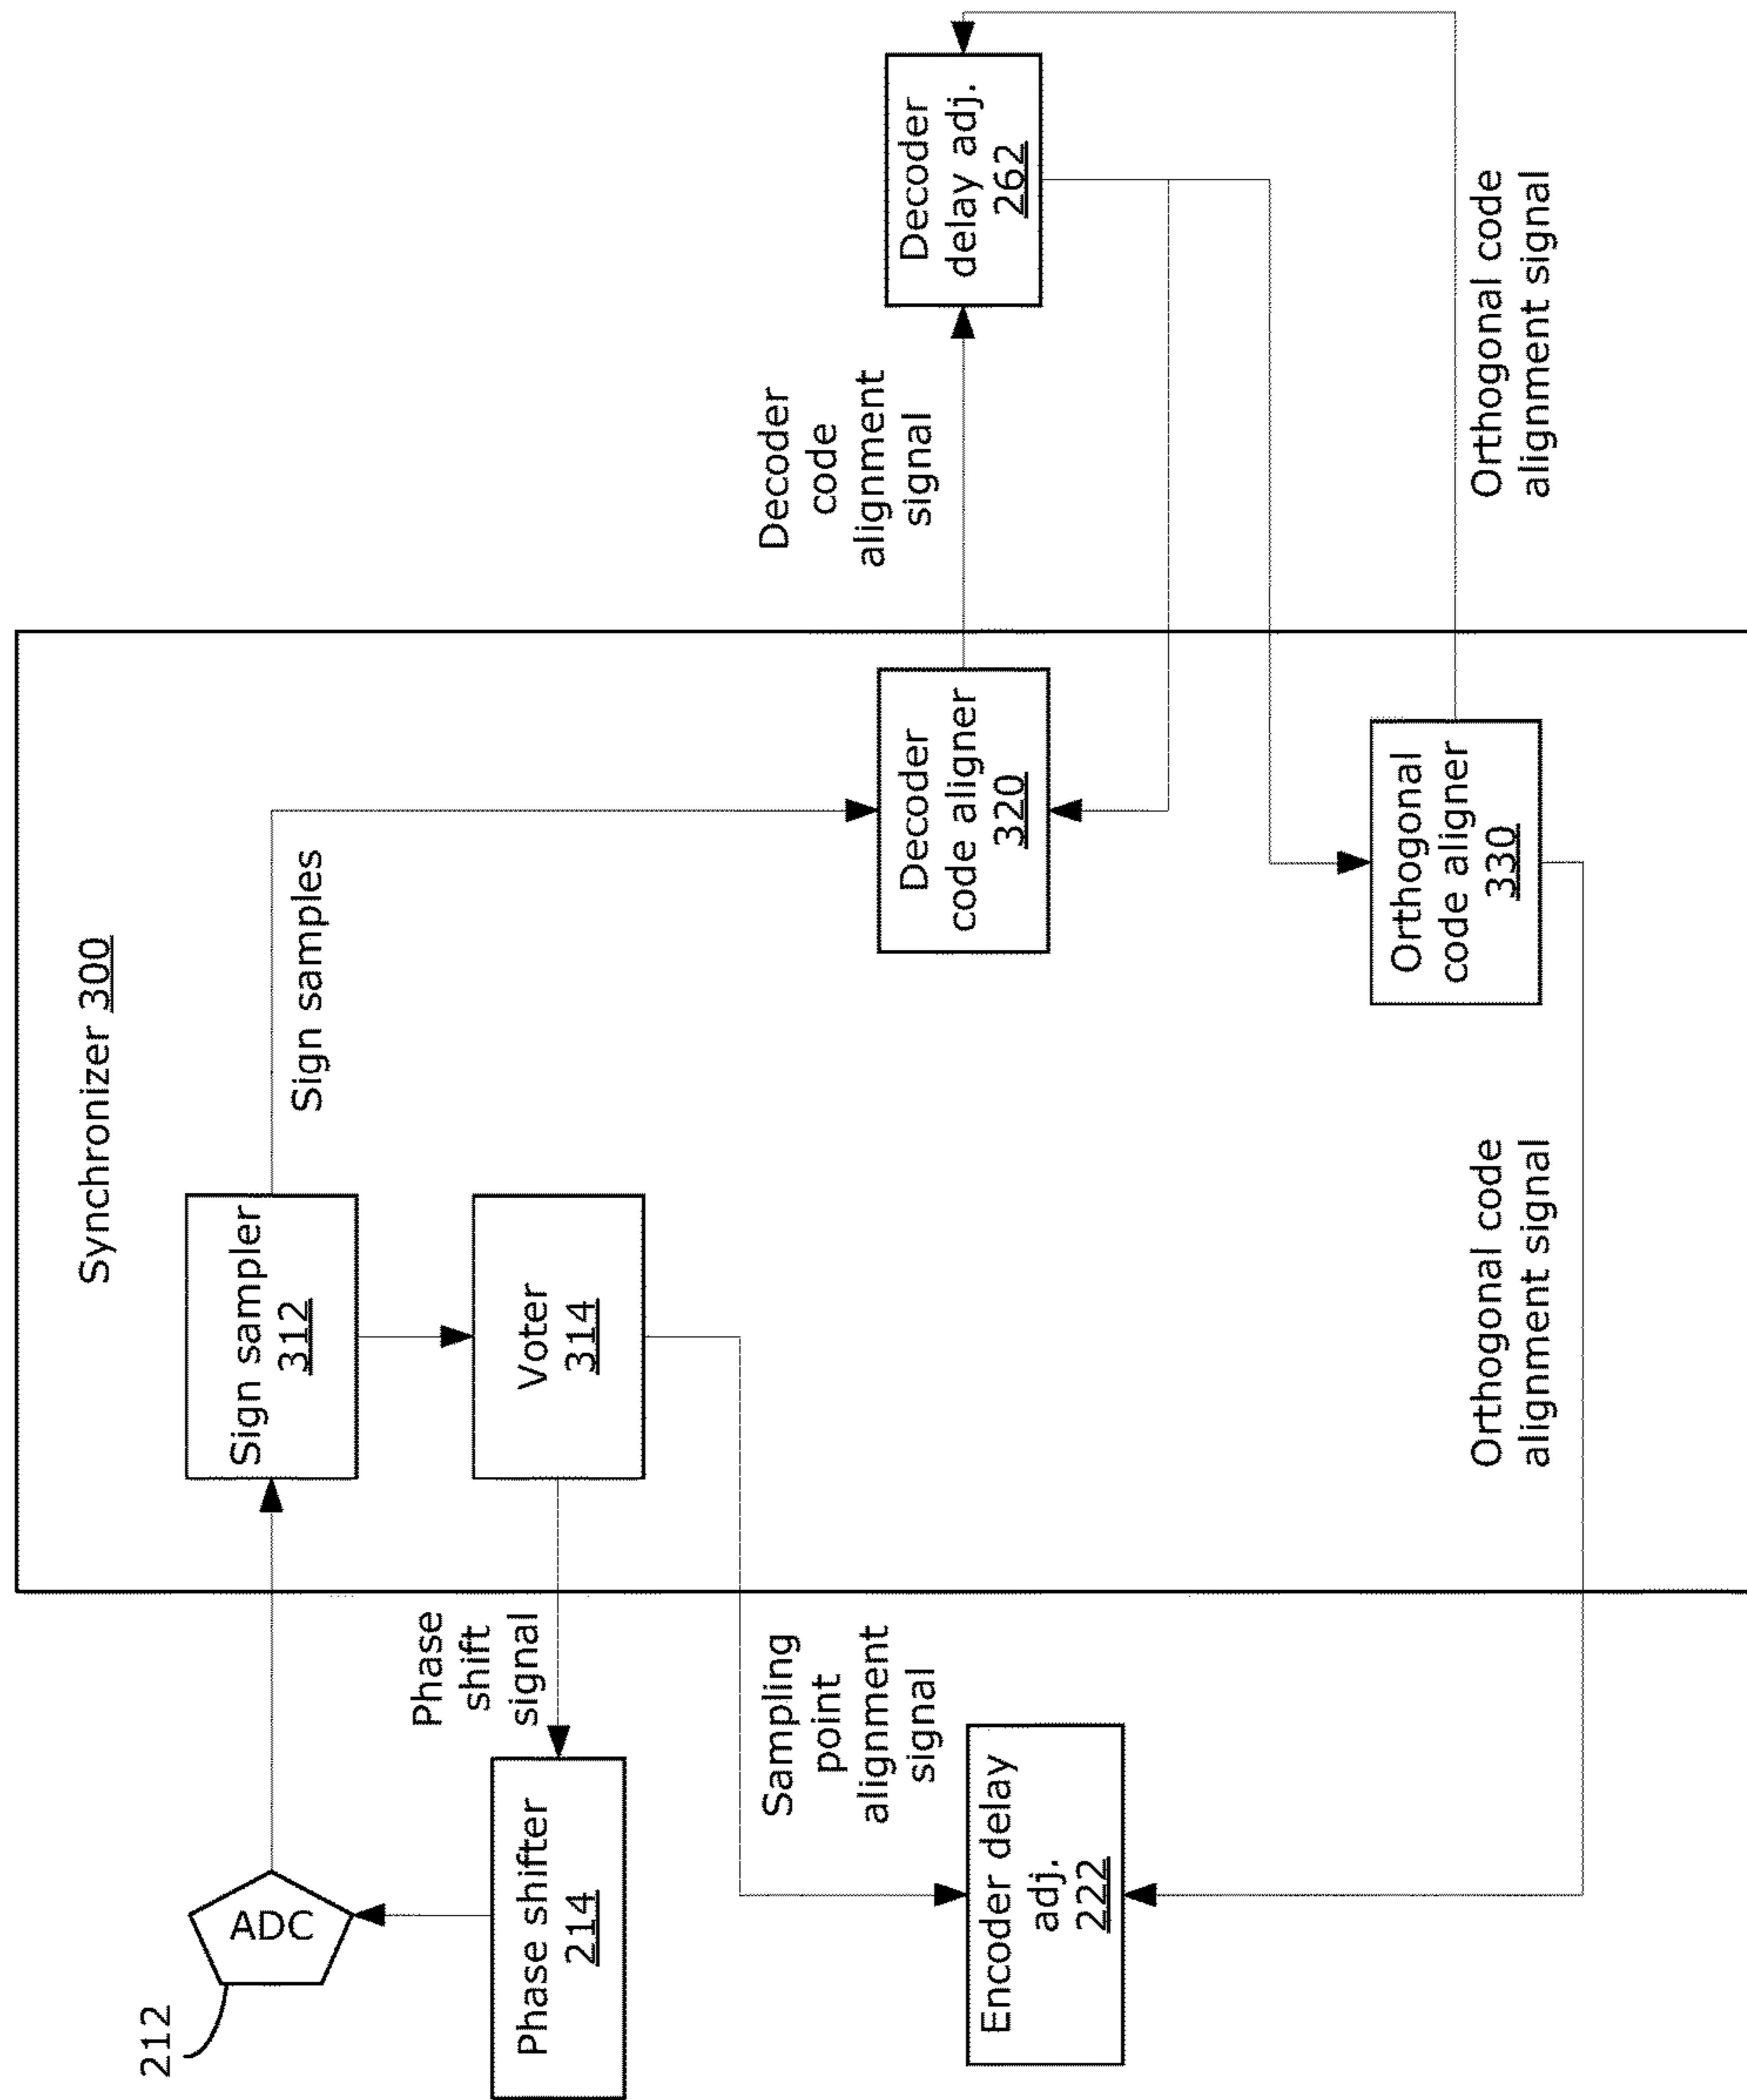 Synchronizer 300
212
ADC
Sign sampler
312
Sign samples
Phase shifter
214
Phase
shift
signal
Voter
314
Sampling
point
alignment
signal
Encoder delay
adj.
222
Decoder
code aligner
320
Decoder
code
alignment
signal
Decoder
delay adj.
262
Orthogonal
code aligner
330
Orthogonal code
alignment signal
Orthogonal code
alignment signal